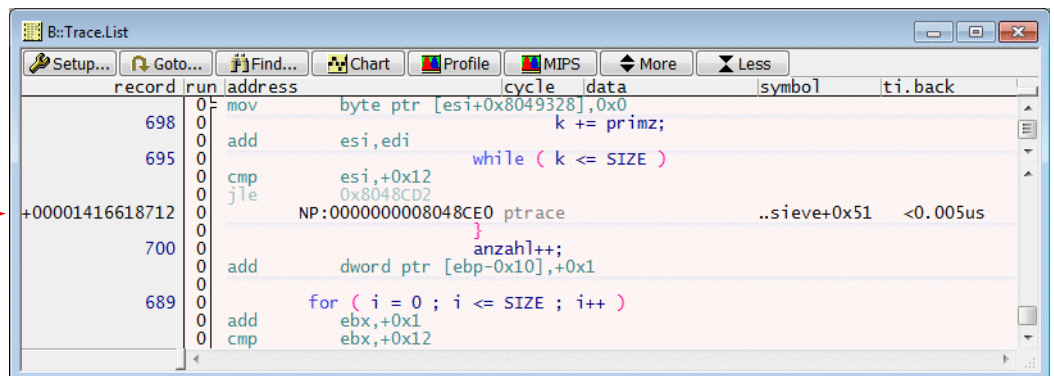 B::Trace.List
Setup... Goto... Find... Chart Profile MIPS More Less
record run address cycle data symbol ti.back
0 mov byte ptr [esi+0x8049328],0x0
698 0 k += primz;
0 add esi,edi
695 0 while ( k <= SIZE )
0 cmp esi,+0x12
0 jle 0x8048CD2
+00001416618712 0 NP:0000000008048CE0 ptrace ..sieve+0x51 <0.005us
0 }
700 0 anzahl++;
0 add dword ptr [ebp-0x10],+0x1
0
689 0 for ( i = 0 ; i <= SIZE ; i++ )
0 add ebx,+0x1
0 cmp ebx,+0x12